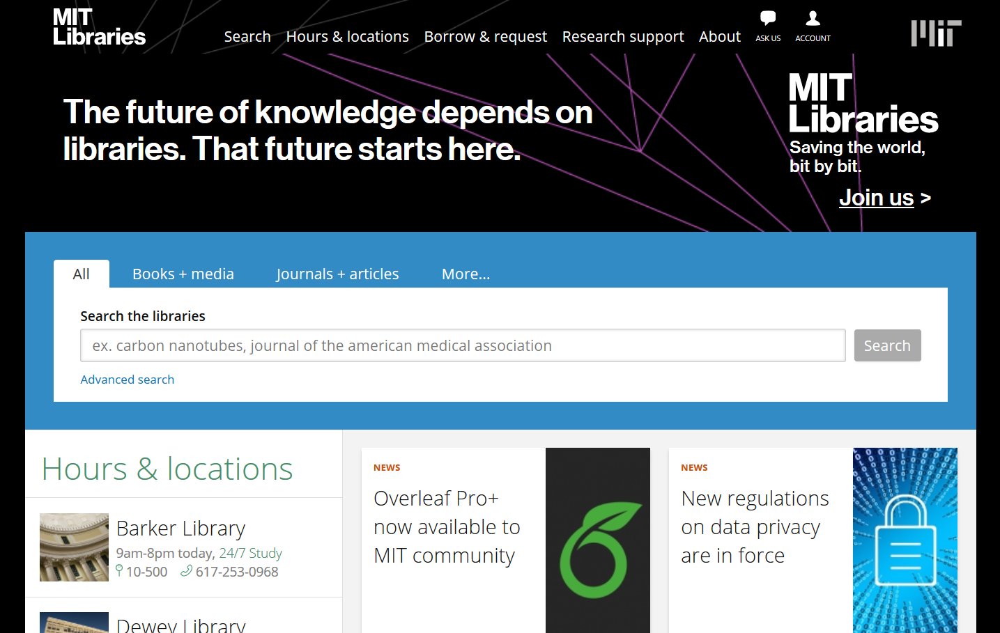 MIT
Libraries
Search
Hours & locations
Borrow & request
Research support
About
ASK US
ACCOUNT
MIT
The future of knowledge depends on
libraries. That future starts here.
MIT
Libraries
Saving the world,
bit by bit.
Join us >
All
Books + media
Journals + articles
More...
Search the libraries
ex. carbon nanotubes, journal of the american medical association
Search
Advanced search
Hours & locations
Barker Library
9am-8pm today, 24/7 Study
10-500
617-253-0968
Dewey Library
NEWS
Overleaf Pro+
now available to
MIT community
NEWS
New regulations
on data privacy
are in force